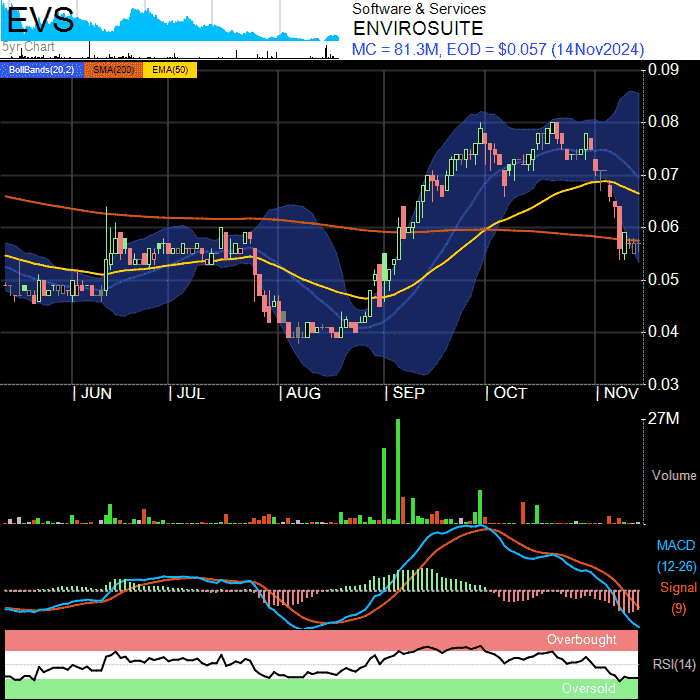 EVS
5yr Chart
Software & Services
ENVIROSUITE
MC = 81.3M, EOD = $0.057 (14Nov2024)
BollBands(20,2) SMA(200) EMA(50)
0.09
0.08
0.07
0.06
0.05
0.04
0.03
JUN JUL AUG SEP OCT NOV
27M
Volume
MACD
(12-26)
Signal
(9)
Overbought
RSI(14)
Oversold